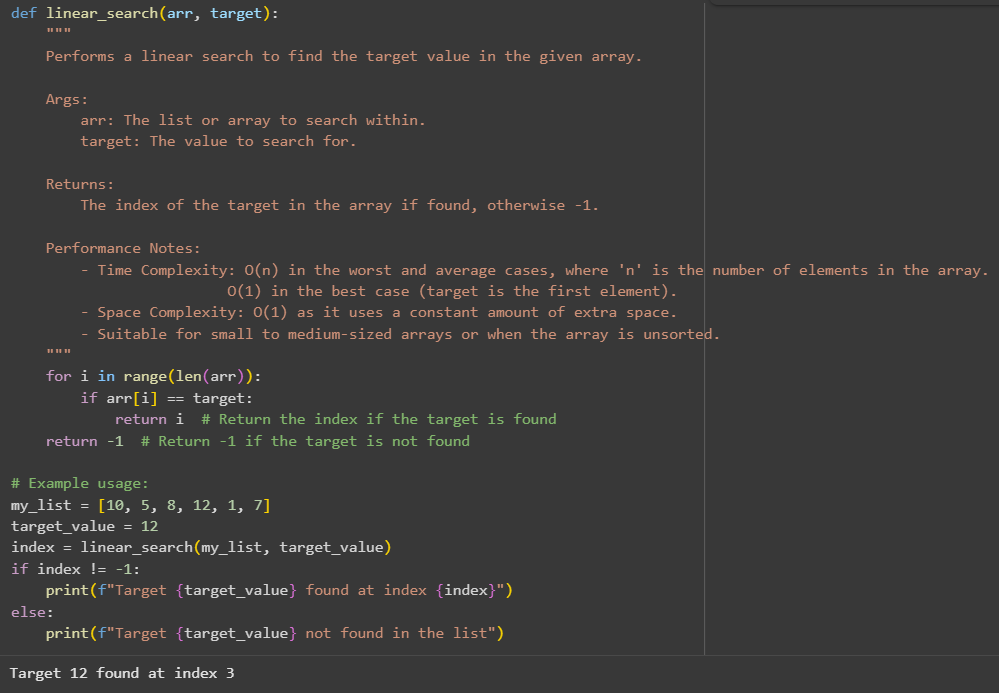 def linear_search(arr, target):
    """
    Performs a linear search to find the target value in the given array.

    Args:
        arr: The list or array to search within.
        target: The value to search for.

    Returns:
        The index of the target in the array if found, otherwise -1.

    Performance Notes:
        - Time Complexity: O(n) in the worst and average cases, where 'n' is the number of elements in the array.
                         O(1) in the best case (target is the first element).
        - Space Complexity: O(1) as it uses a constant amount of extra space.
        - Suitable for small to medium-sized arrays or when the array is unsorted.
    """
    for i in range(len(arr)):
        if arr[i] == target:
            return i  # Return the index if the target is found
    return -1  # Return -1 if the target is not found

# Example usage:
my_list = [10, 5, 8, 12, 1, 7]
target_value = 12
index = linear_search(my_list, target_value)
if index != -1:
    print(f"Target {target_value} found at index {index}")
else:
    print(f"Target {target_value} not found in the list")
Target 12 found at index 3